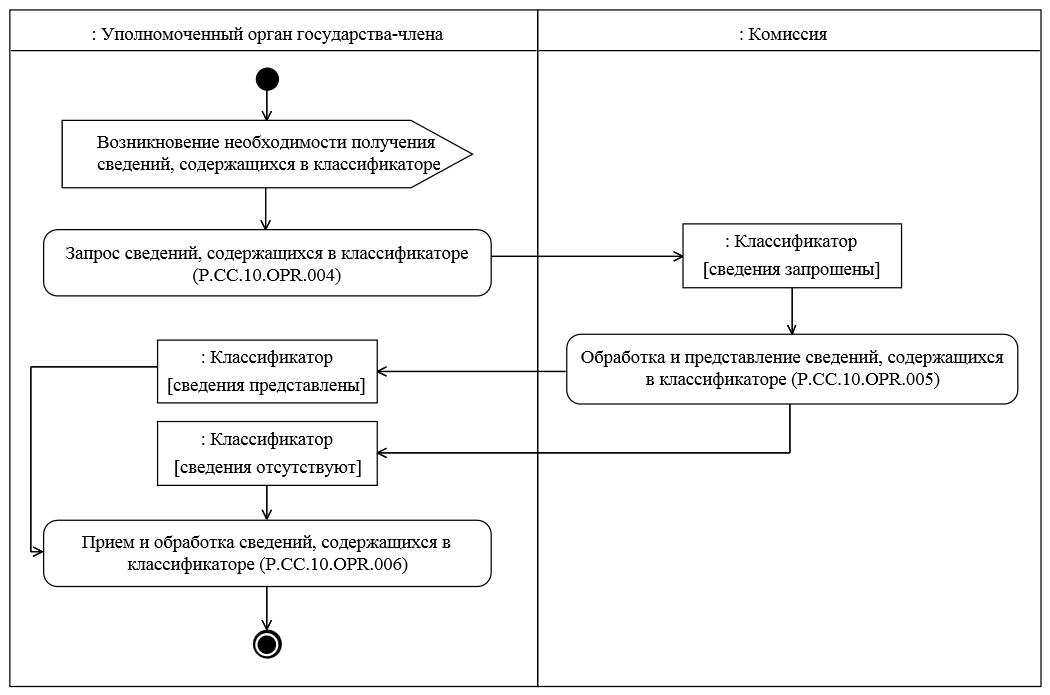 : Уполномоченный орган государства-члена
: Комиссия
Возникновение необходимости получения
сведений, содержащихся в классификаторе
Запрос сведений, содержащихся в классификаторе
(P.CC.10.OPR.004)
: Классификатор
[сведения запрошены]
Обработка и представление сведений, содержащихся
в классификаторе (P.CC.10.OPR.005)
: Классификатор
[сведения представлены]
: Классификатор
[сведения отсутствуют]
Прием и обработка сведений, содержащихся в
классификаторе (P.CC.10.OPR.006)